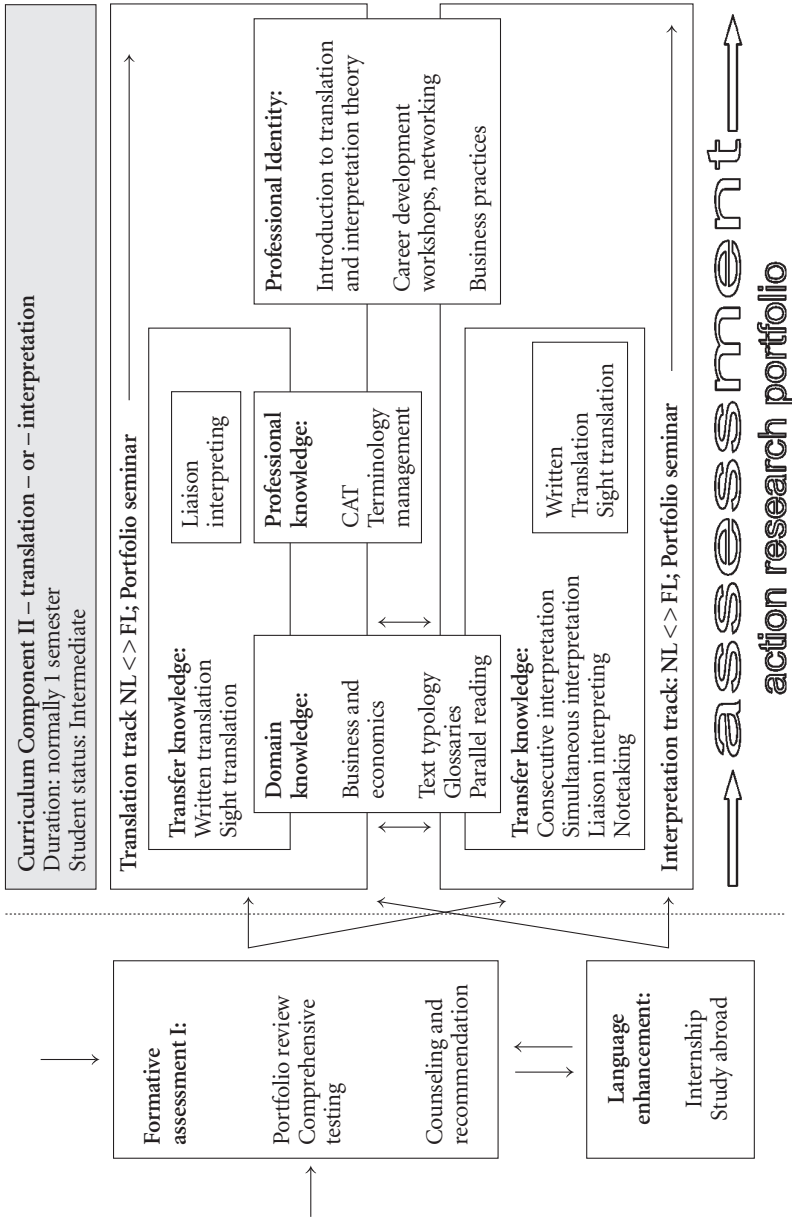 Curriculum Component II – translation – or – interpretation
Duration: normally 1 semester
Student status: Intermediate
Formative
assessment I:
Portfolio review
Comprehensive
testing
Counseling and
recommendation
Language
enhancement:
Internship
Study abroad
Translation track NL < > FL; Portfolio seminar
Transfer knowledge:
Written translation
Sight translation
Liaison
interpreting
Domain
knowledge:
Business and
economics
Text typology
Glossaries
Parallel reading
Professional
knowledge:
CAT
Terminology
management
Professional Identity:
Introduction to translation
and interpretation theory
Career development
workshops, networking
Business practices
Transfer knowledge:
Consecutive interpretation
Simultaneous interpretation
Liaison interpreting
Notetaking
Written
Translation
Sight translation
Interpretation track: NL < > FL; Portfolio seminar
assessment
action research portfolio